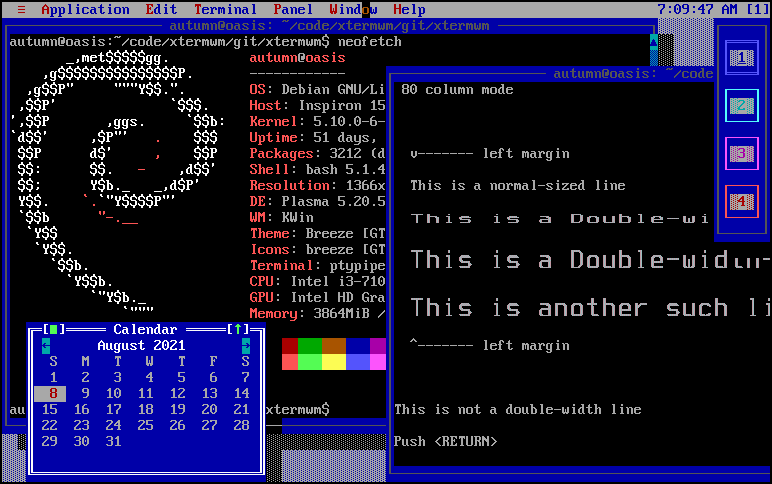 ≡ Application Edit Terminal Panel Window Help 7:09:47 AM [1]
autumn@oasis: ~/code/xtermwm/git/xtermwm
autumn@oasis:~/code/xtermwm/git/xtermwm$ neofetch
_,met$$$$$gg.
,g$$$$$$$$$$$$$$$P.
,g$$P" """Y$$.".
,$$P' `$$$.
',$$P ,ggs. `$$b:
`d$$' ,$P"' . $$$
$$P d$' , $$P
$$: $$. - ,d$$'
$$; Y$b._ _,d$P'
Y$$. `.`"Y$$$$P"'
`$$b "-.__
`Y$$
`Y$$.
`$$b.
`Y$$b.
`"Y$b._
`"""
autumn@oasis
------------
OS: Debian GNU/Li
Host: Inspiron 15
Kernel: 5.10.0-6-
Uptime: 51 days,
Packages: 3212 (d
Shell: bash 5.1.4
Resolution: 1366x
DE: Plasma 5.20.5
WM: KWin
Theme: Breeze [GT
Icons: breeze [GT
Terminal: ptypipe
CPU: Intel i3-710
GPU: Intel HD Gra
Memory: 3864MiB /
au xtermwm$
autumn@oasis: ~/code
80 column mode
v------- left margin
This is a normal-sized line
This is a Double-wi
This is a Double-wid
This is another such li
^------- left margin
This is not a double-width line
Push <RETURN>
1
2
3
4
[■] Calendar [↑]
← August 2021 →
S M T W T F S
1 2 3 4 5 6 7
8 9 10 11 12 13 14
15 16 17 18 19 20 21
22 23 24 25 26 27 28
29 30 31